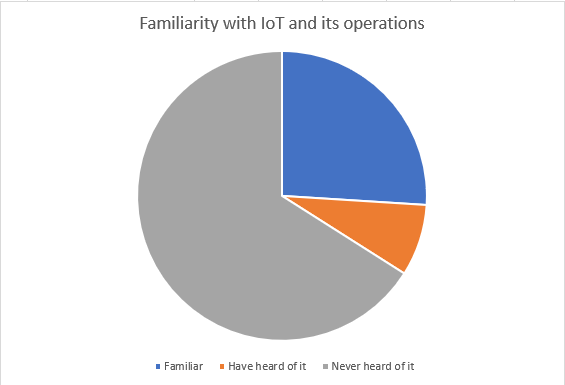 Familiarity with IoT and its operations
Familiar Have heard of it Never heard of it